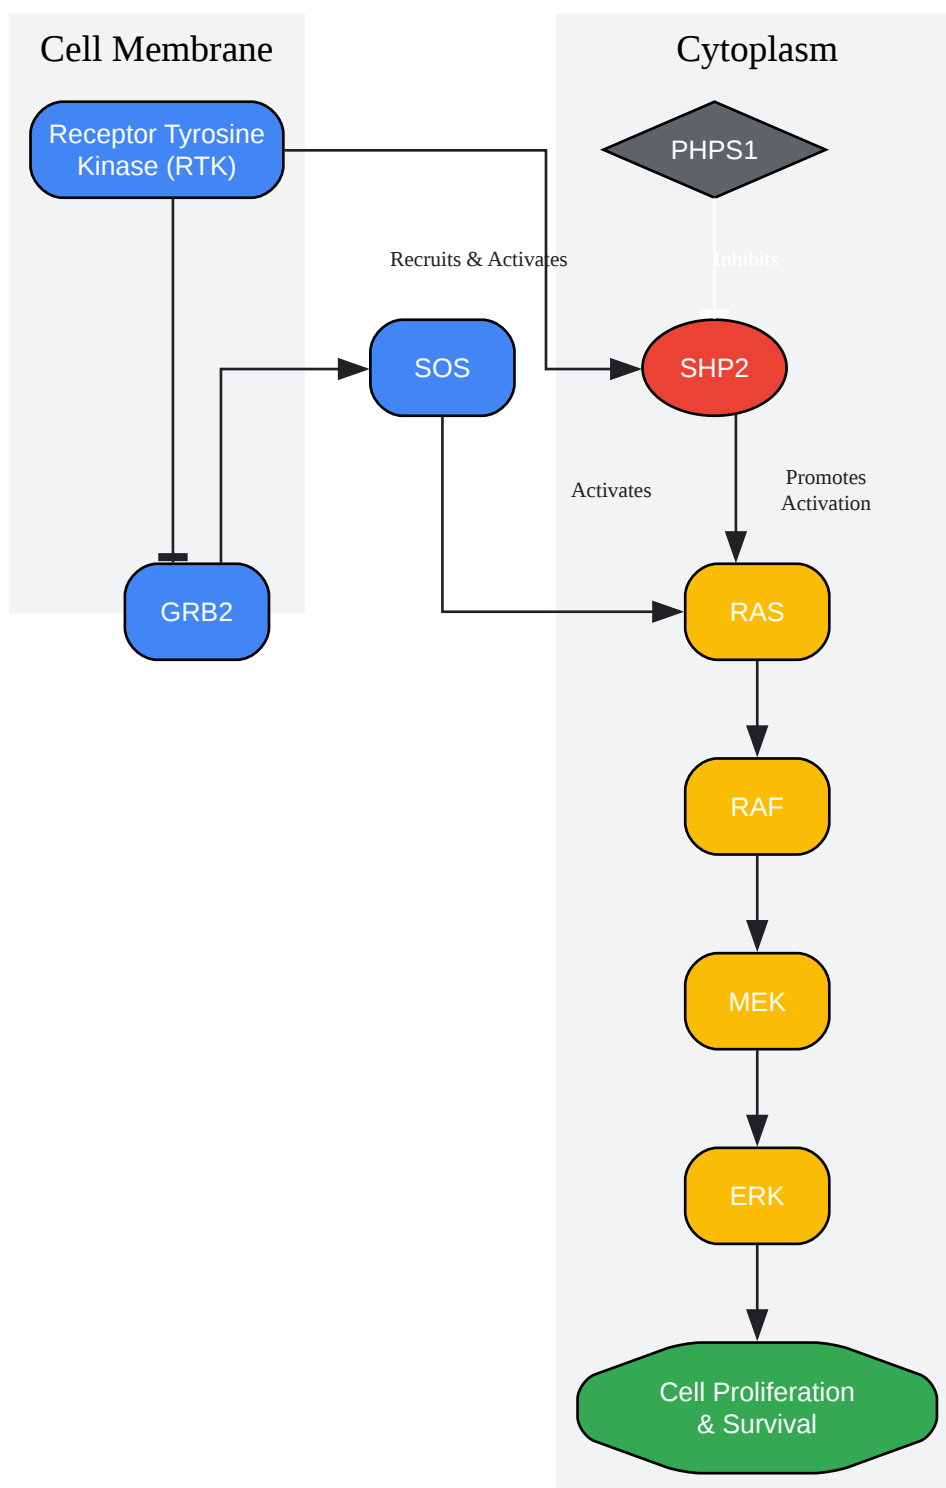 Cell Membrane
Cytoplasm
Receptor Tyrosine
Kinase (RTK)
PHPS1
Recruits & Activates
Inhibits
SOS
SHP2
Activates
Promotes
Activation
GRB2
RAS
RAF
MEK
ERK
Cell Proliferation
& Survival